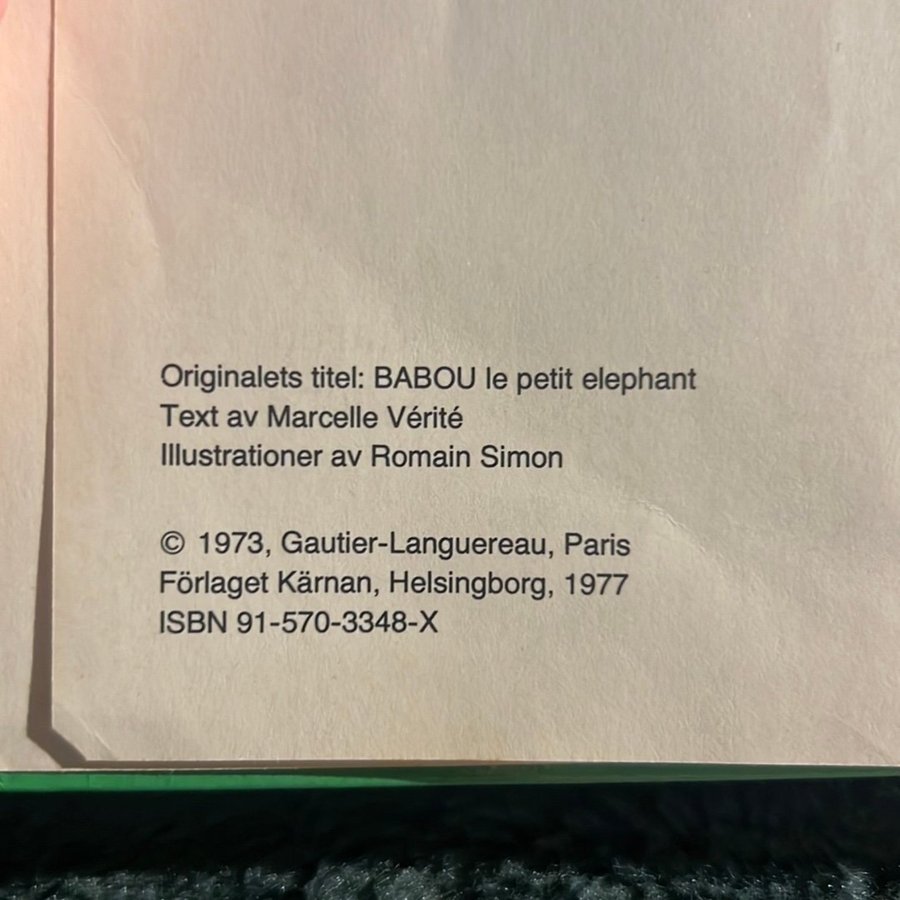 Originalets titel: BABOU le petit elephant
Text av Marcelle Vérité
Illustrationer av Romain Simon
© 1973, Gautier-Languereau, Paris
Förlaget Kärnan, Helsingborg, 1977
ISBN 91-570-3348-X